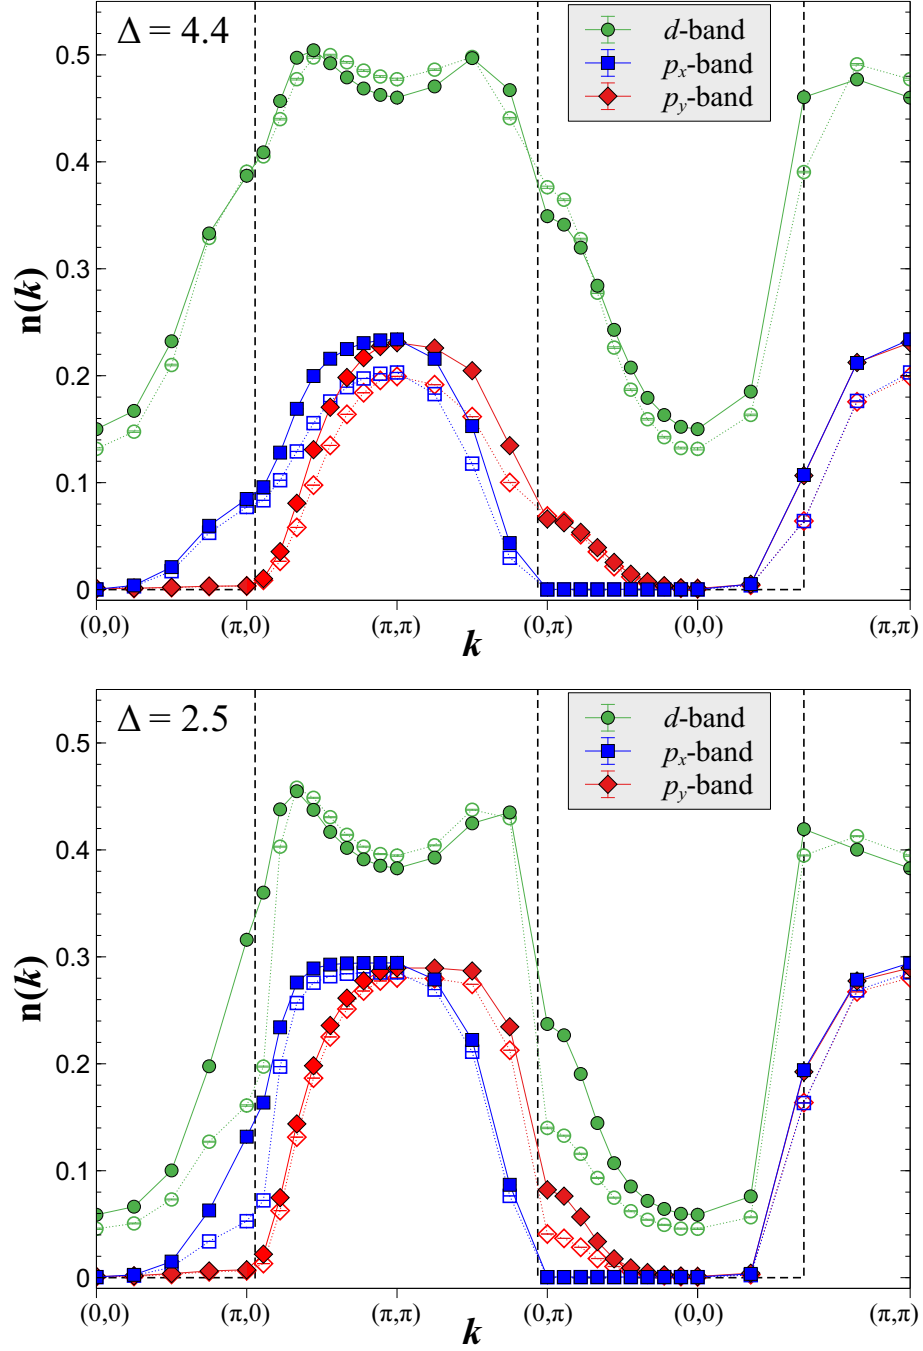 Δ = 4.4
d-band
pₓ-band
p_y-band
0.5
0.4
0.3
0.2
0.1
0
n(k)
(0,0)
(π,0)
(π,π)
(0,π)
(0,0)
(π,π)
k
Δ = 2.5
d-band
pₓ-band
p_y-band
0.5
0.4
0.3
0.2
0.1
0
n(k)
(0,0)
(π,0)
(π,π)
(0,π)
(0,0)
(π,π)
k